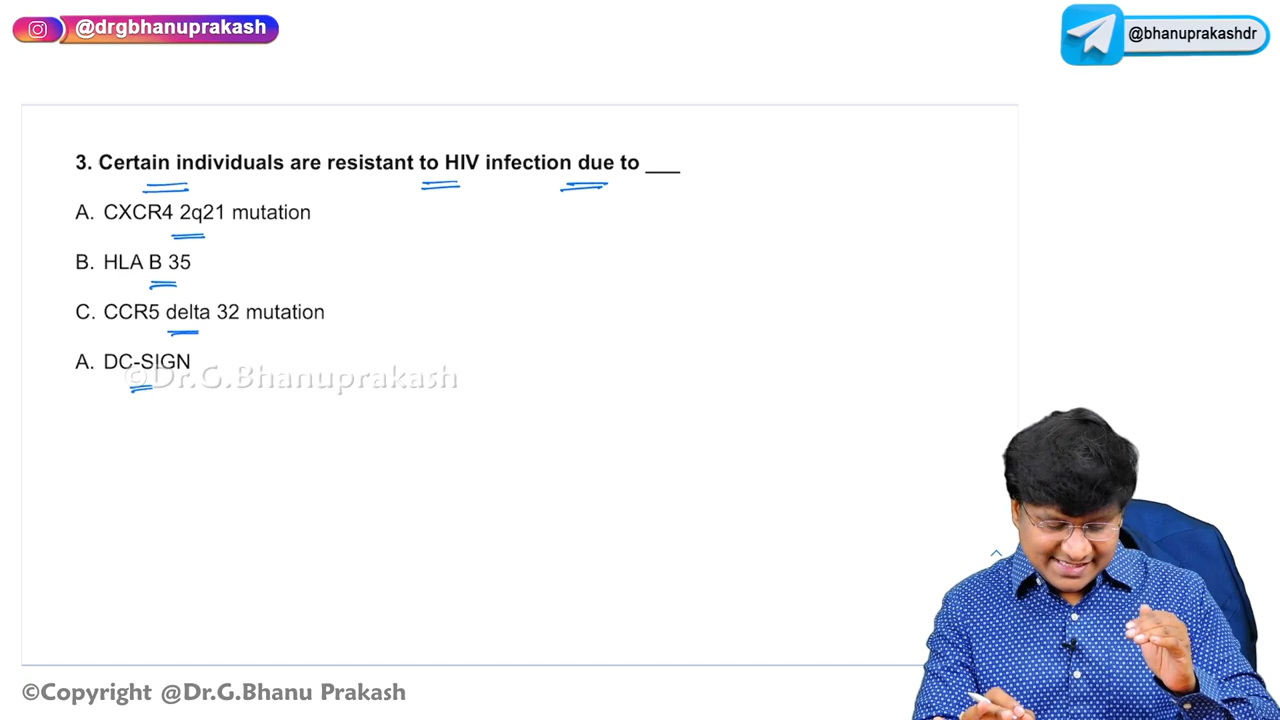 @drgbhanuprakash
@bhanuprakashdr
3. Certain individuals are resistant to HIV infection due to ___
A. CXCR4 2q21 mutation
B. HLA B 35
C. CCR5 delta 32 mutation
A. DC-SIGN
©Dr.G.Bhanuprakash
©Copyright @Dr.G.Bhanu Prakash